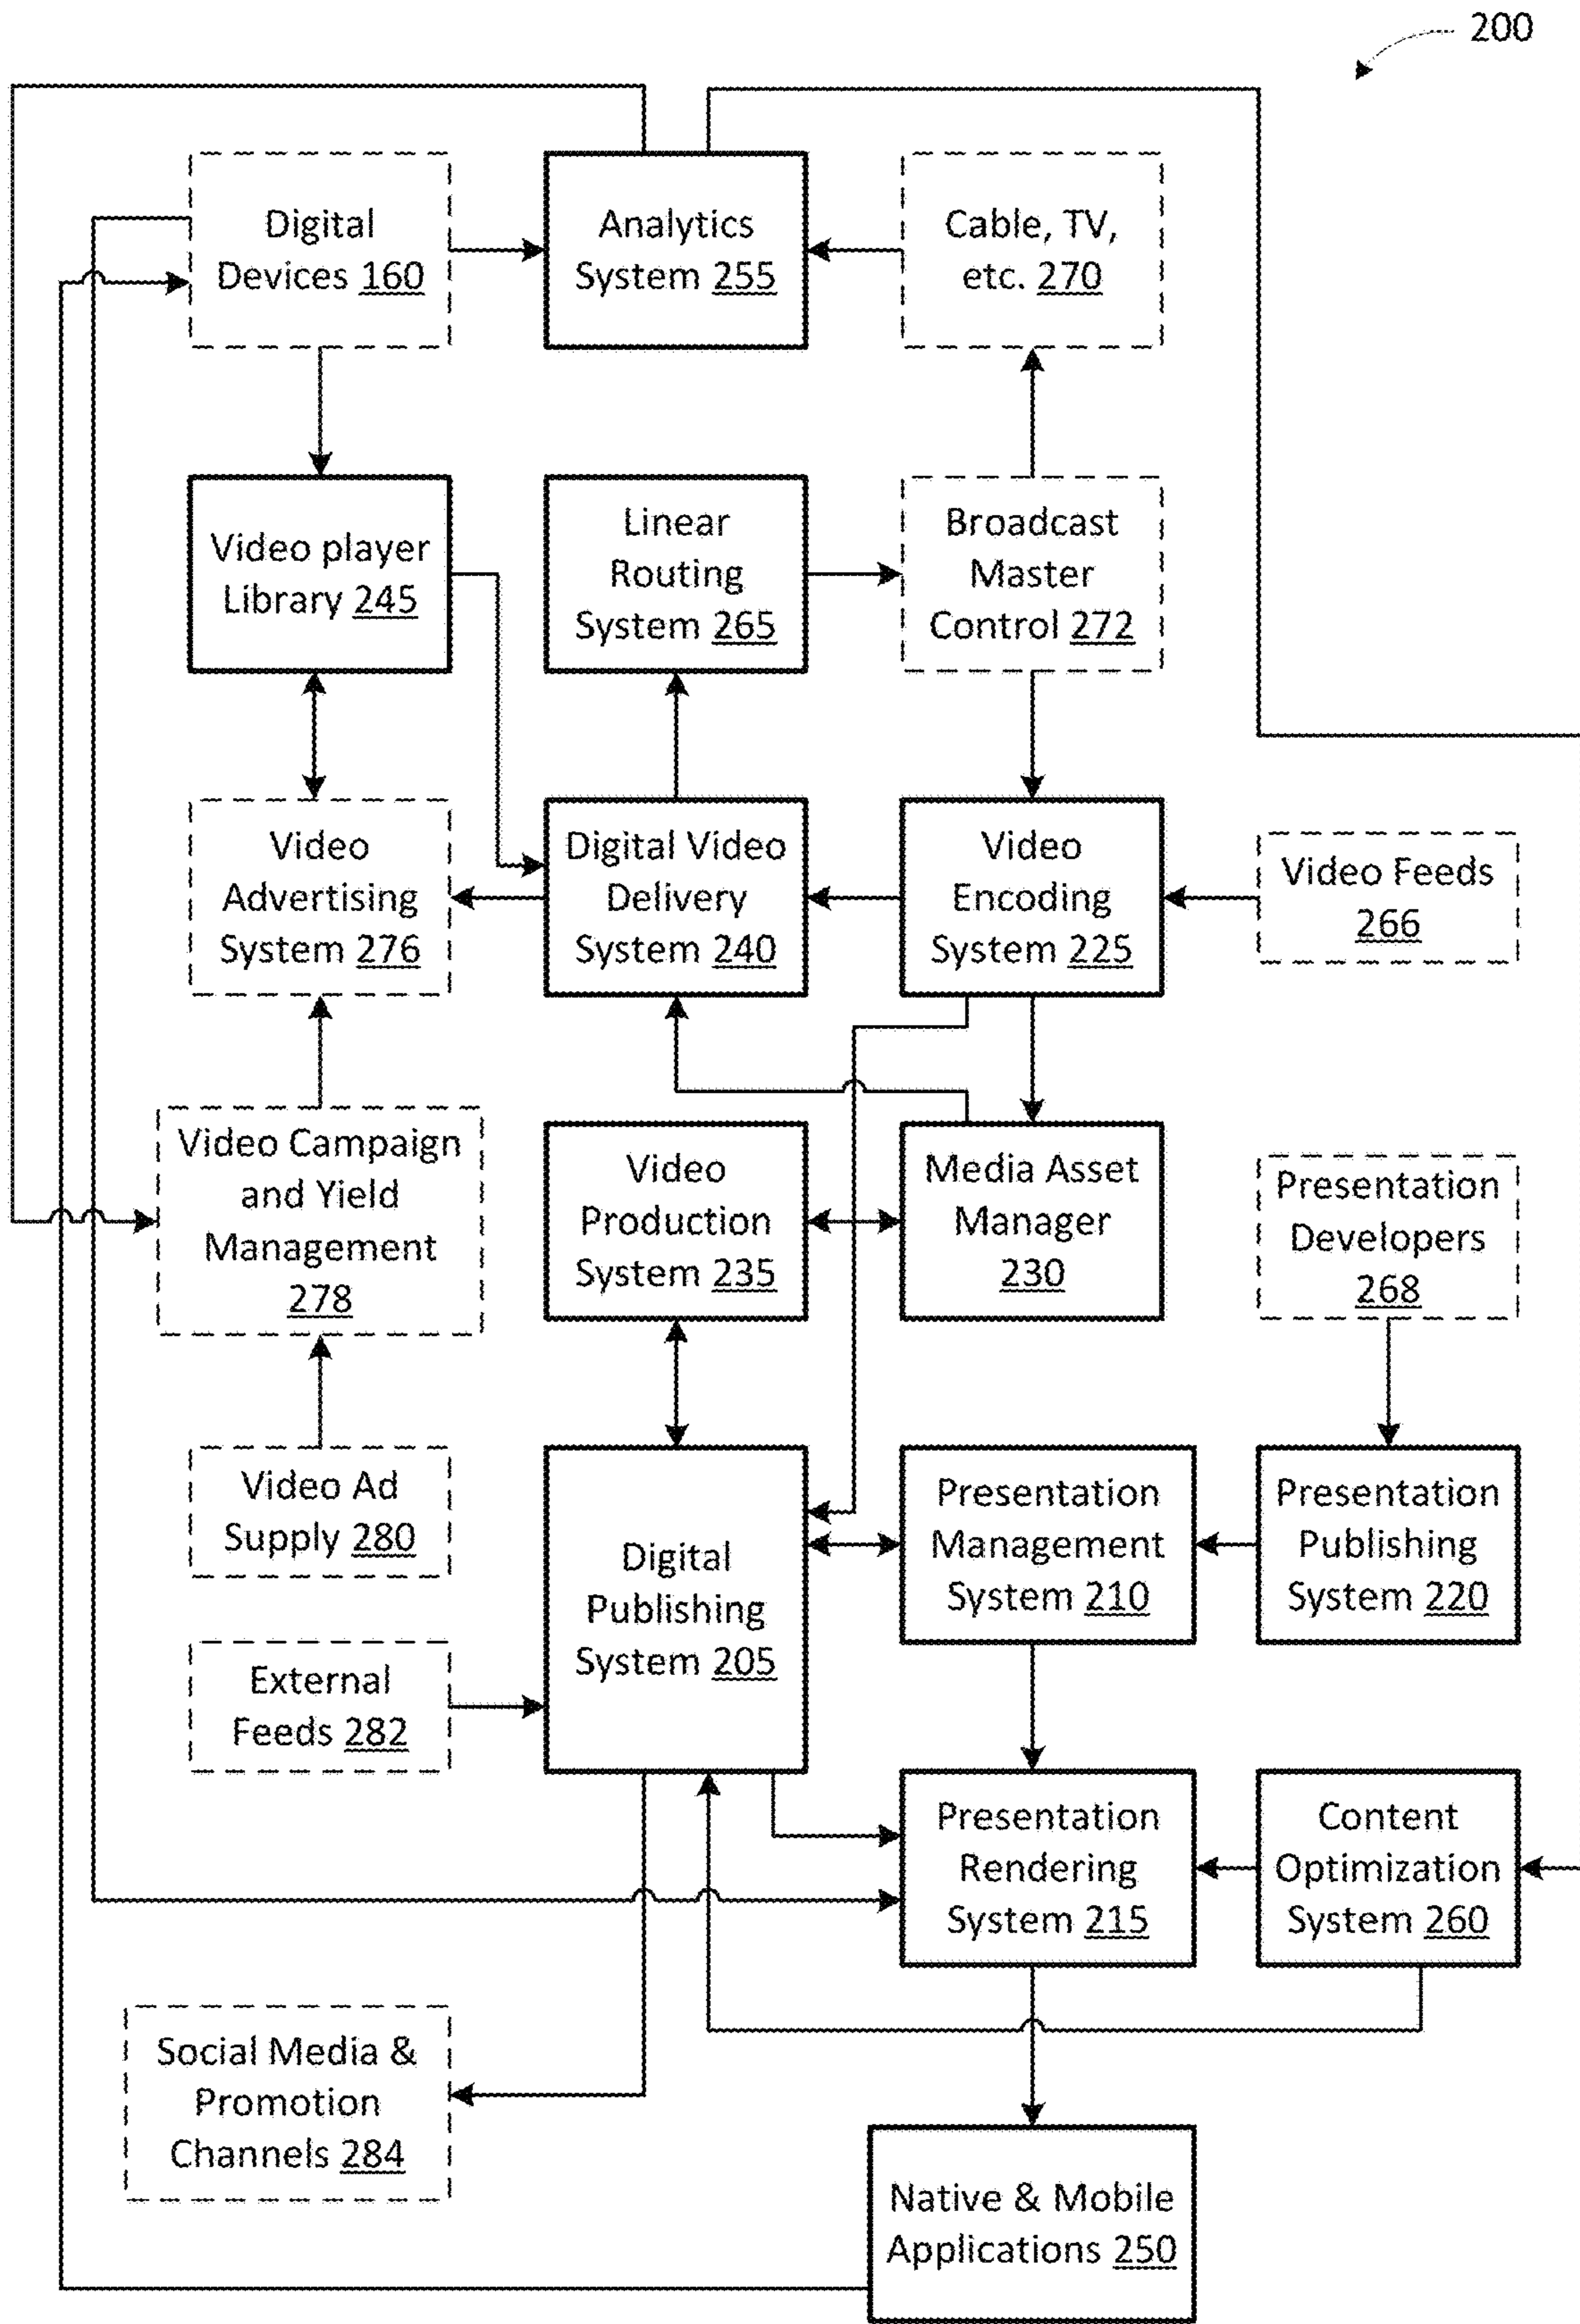 200
Digital
Devices 160
Analytics
System 255
Cable, TV,
etc. 270
Video player
Library 245
Linear
Routing
System 265
Broadcast
Master
Control 272
Video
Advertising
System 276
Digital Video
Delivery
System 240
Video
Encoding
System 225
Video Feeds
266
Video Campaign
and Yield
Management
278
Video
Production
System 235
Media Asset
Manager
230
Presentation
Developers
268
Video Ad
Supply 280
Digital
Publishing
System 205
Presentation
Management
System 210
Presentation
Publishing
System 220
External
Feeds 282
Presentation
Rendering
System 215
Content
Optimization
System 260
Social Media &
Promotion
Channels 284
Native & Mobile
Applications 250